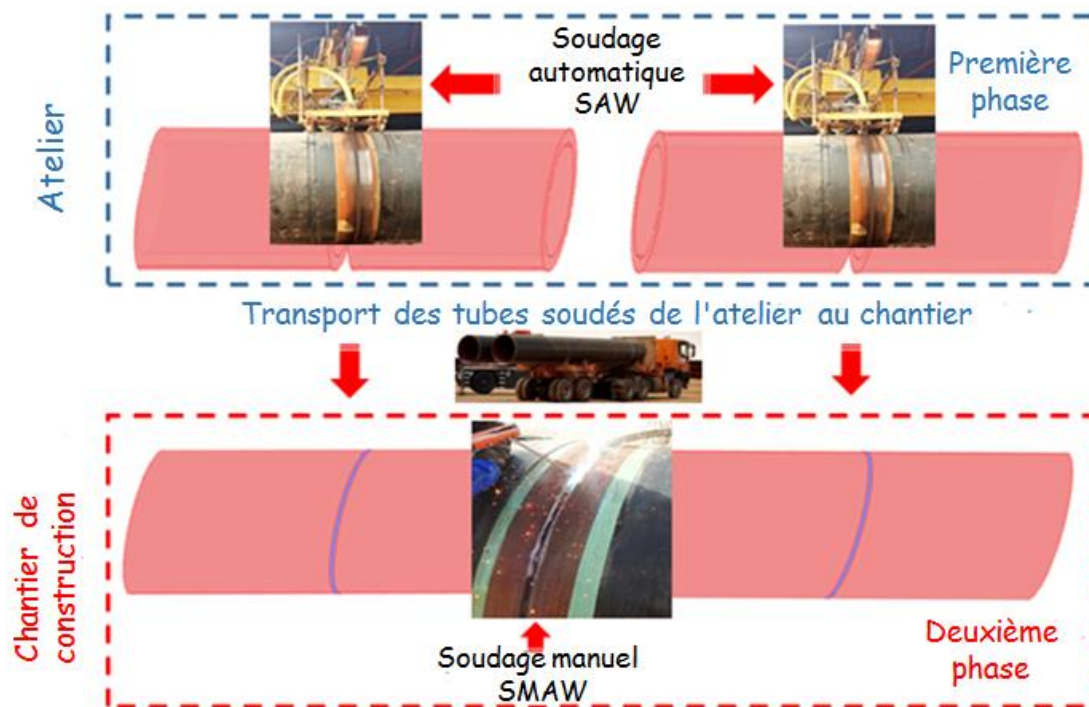 Atelier
Soudage
automatique
SAW
Première
phase
Transport des tubes soudés de l'atelier au chantier
Chantier de
construction
Soudage manuel
SMAW
Deuxième
phase